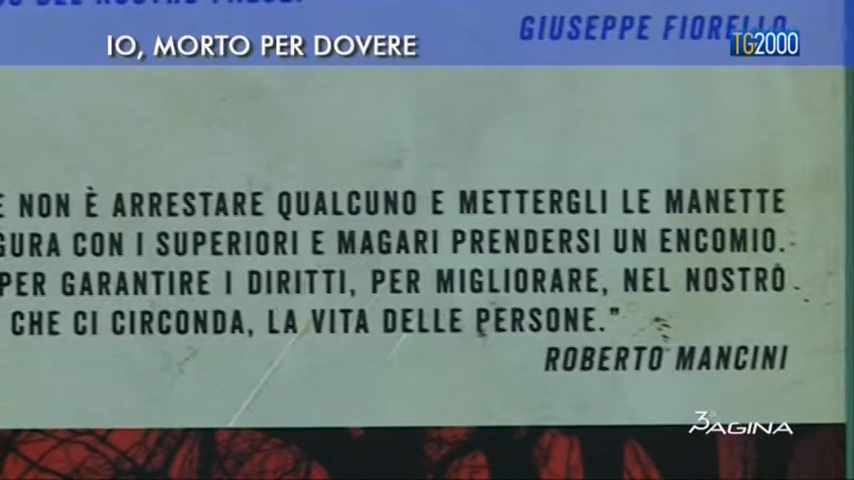 GIUSEPPE FIORELLO
IO, MORTO PER DOVERE
TG2000
NON È ARRESTARE QUALCUNO E METTERGLI LE MANETTE
CON I SUPERIORI E MAGARI PRENDERSI UN ENCOMIO.
PER GARANTIRE I DIRITTI, PER MIGLIORARE, NEL NOSTRO
CHE CI CIRCONDA, LA VITA DELLE PERSONE."
ROBERTO MANCINI
3ª PAGINA